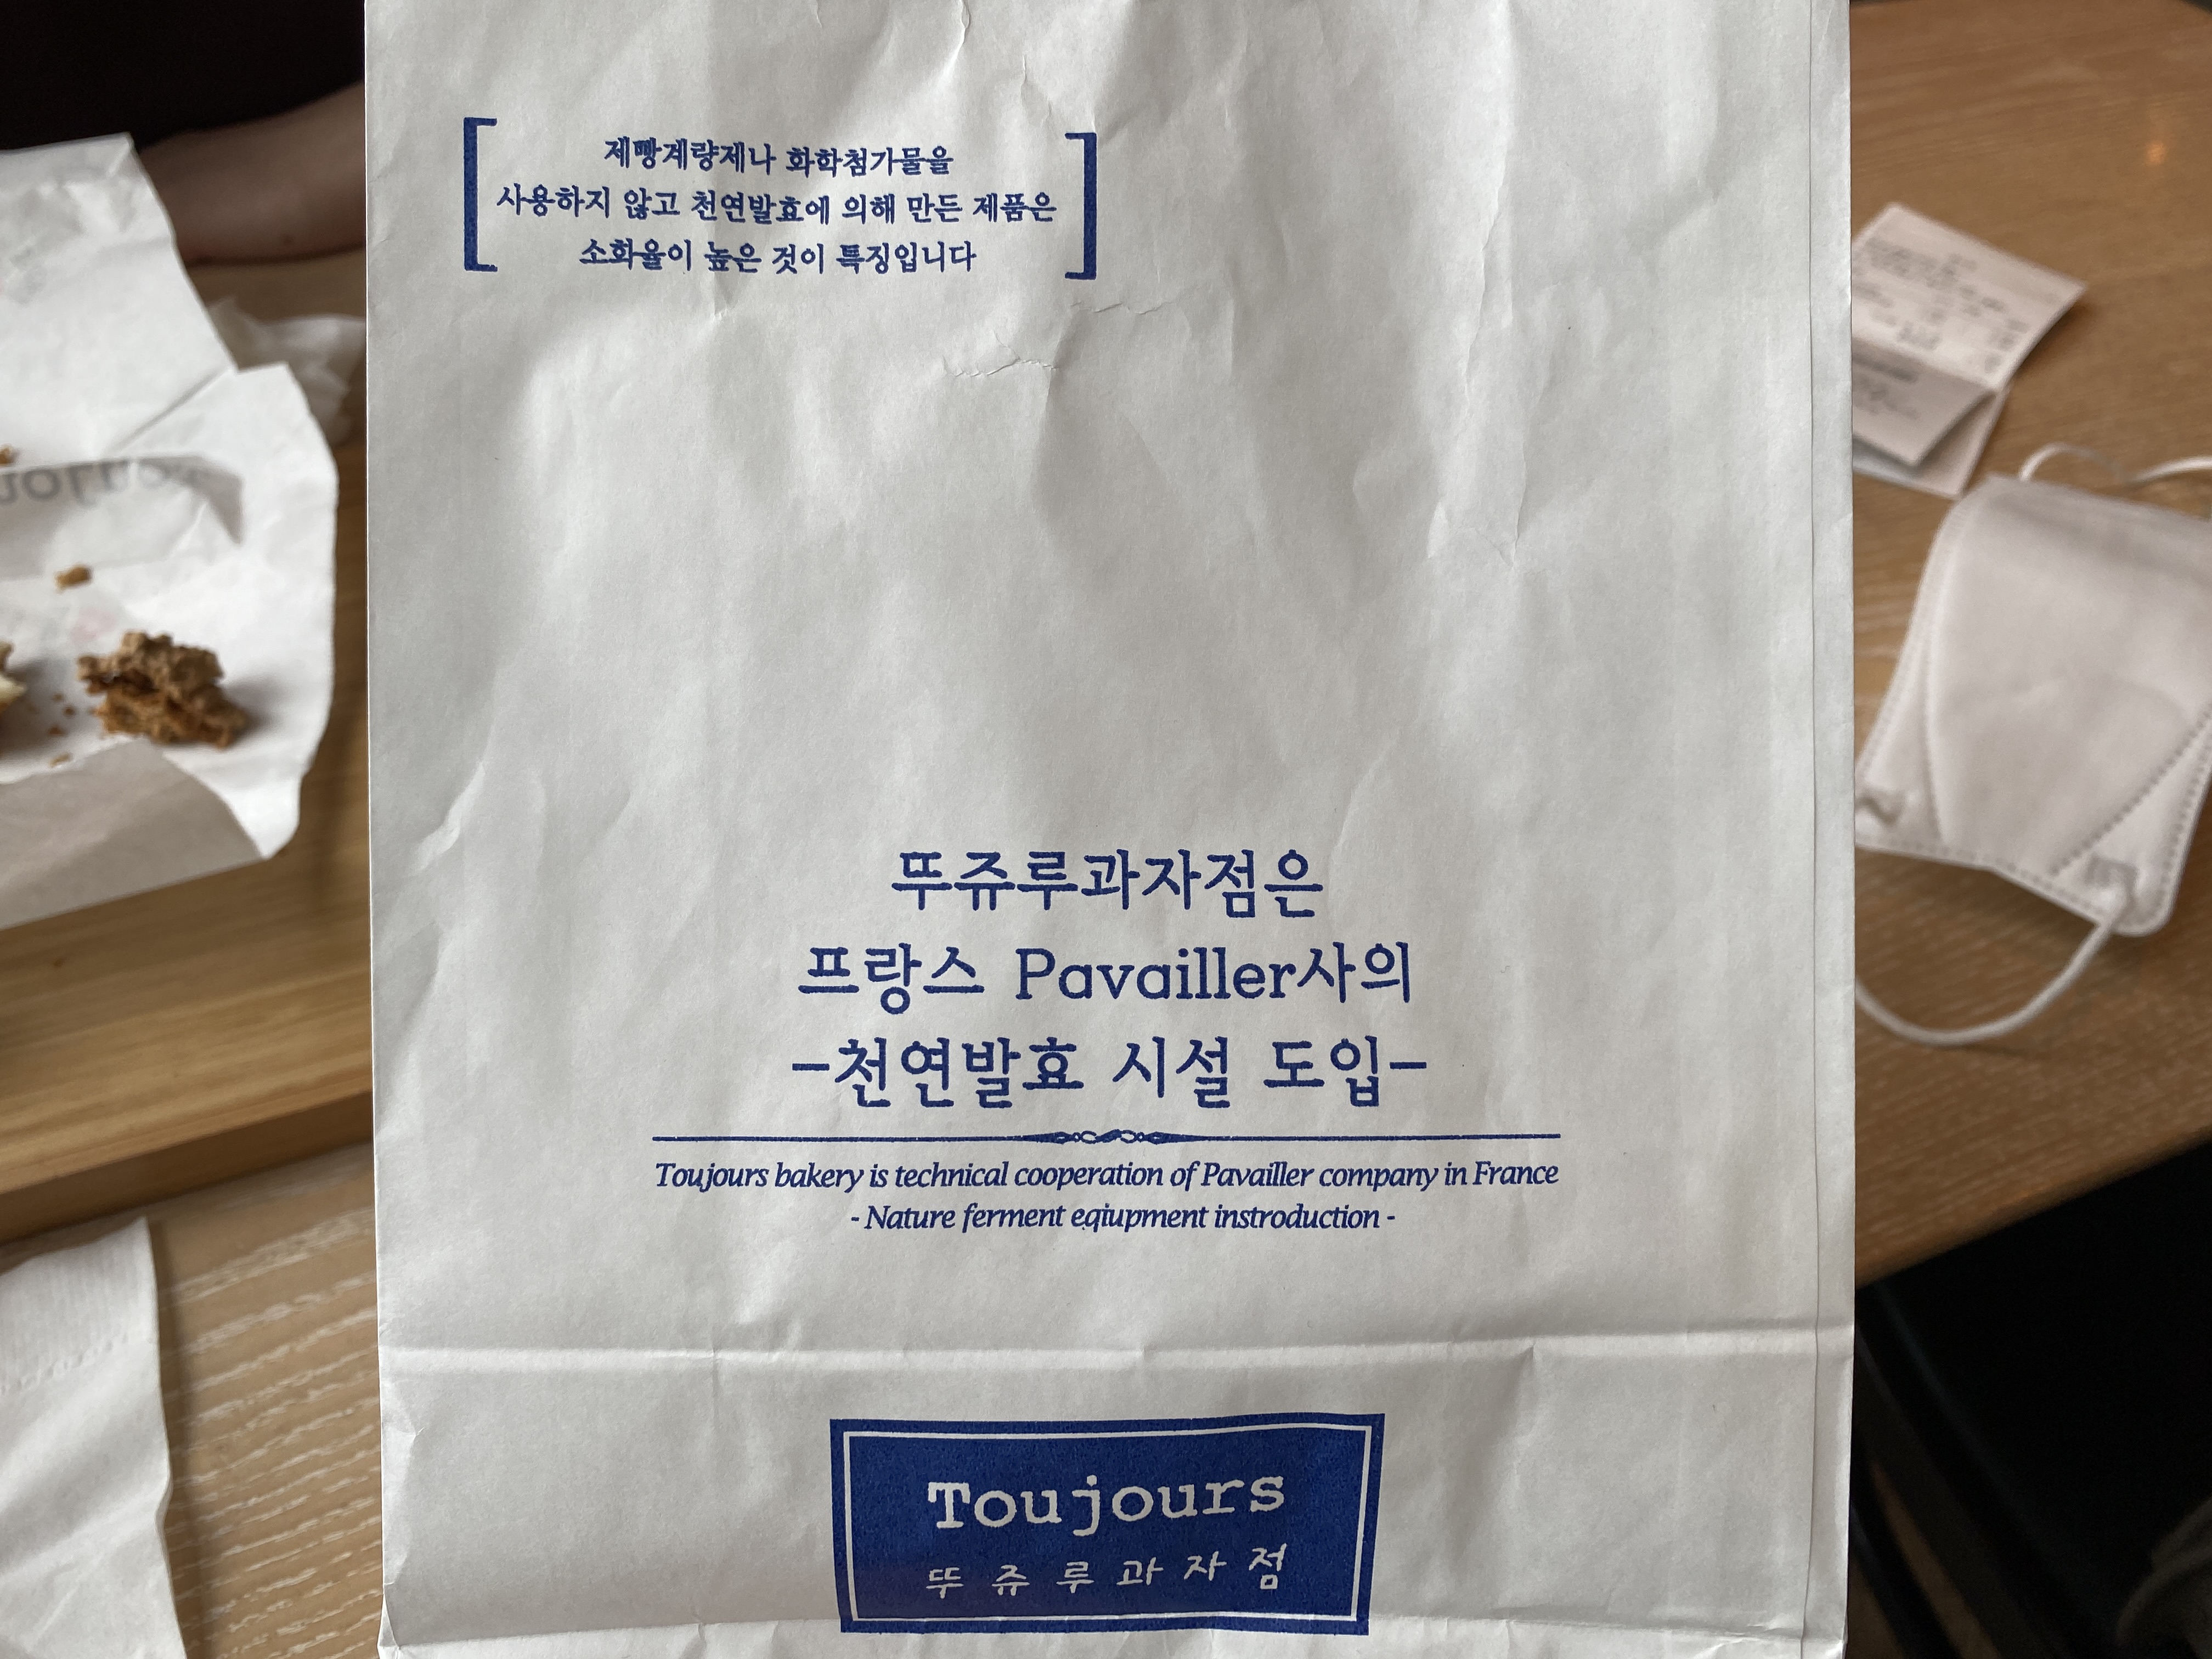 제빵계량제나 화학첨가물을
사용하지 않고 천연발효에 의해 만든 제품은
소화율이 높은 것이 특징입니다
뚜쥬루과자점은
프랑스 Pavailler사의
-천연발효 시설 도입-
Toujours bakery is technical cooperation of Pavailler company in France
- Nature ferment eqiupment instroduction -
Toujours
뚜쥬루과자점